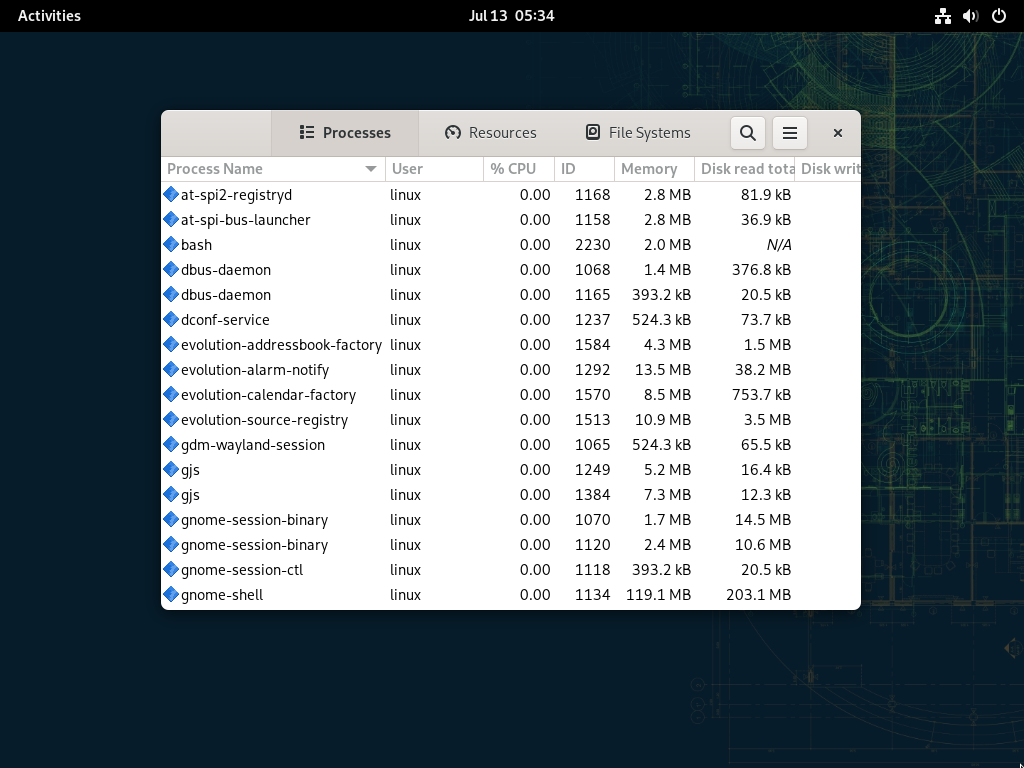 Activities Jul 13 05:34
Processes Resources File Systems
Process Name User % CPU ID Memory Disk read tota Disk writ
at-spi2-registryd linux 0.00 1168 2.8 MB 81.9 kB
at-spi-bus-launcher linux 0.00 1158 2.8 MB 36.9 kB
bash linux 0.00 2230 2.0 MB N/A
dbus-daemon linux 0.00 1068 1.4 MB 376.8 kB
dbus-daemon linux 0.00 1165 393.2 kB 20.5 kB
dconf-service linux 0.00 1237 524.3 kB 73.7 kB
evolution-addressbook-factory linux 0.00 1584 4.3 MB 1.5 MB
evolution-alarm-notify linux 0.00 1292 13.5 MB 38.2 MB
evolution-calendar-factory linux 0.00 1570 8.5 MB 753.7 kB
evolution-source-registry linux 0.00 1513 10.9 MB 3.5 MB
gdm-wayland-session linux 0.00 1065 524.3 kB 65.5 kB
gjs linux 0.00 1249 5.2 MB 16.4 kB
gjs linux 0.00 1384 7.3 MB 12.3 kB
gnome-session-binary linux 0.00 1070 1.7 MB 14.5 MB
gnome-session-binary linux 0.00 1120 2.4 MB 10.6 MB
gnome-session-ctl linux 0.00 1118 393.2 kB 20.5 kB
gnome-shell linux 0.00 1134 119.1 MB 203.1 MB